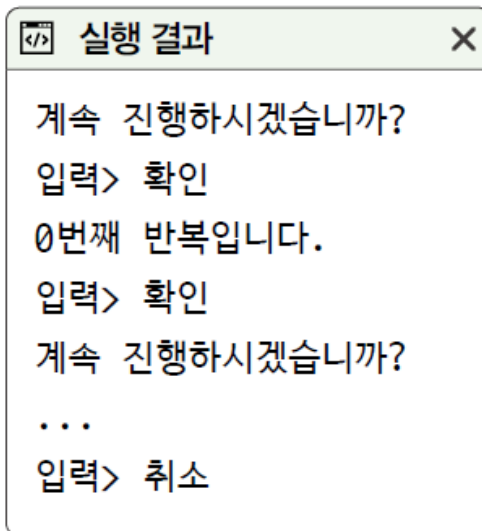 </> 실행 결과 ×
계속 진행하시겠습니까?
입력> 확인
0번째 반복입니다.
입력> 확인
계속 진행하시겠습니까?
...
입력> 취소